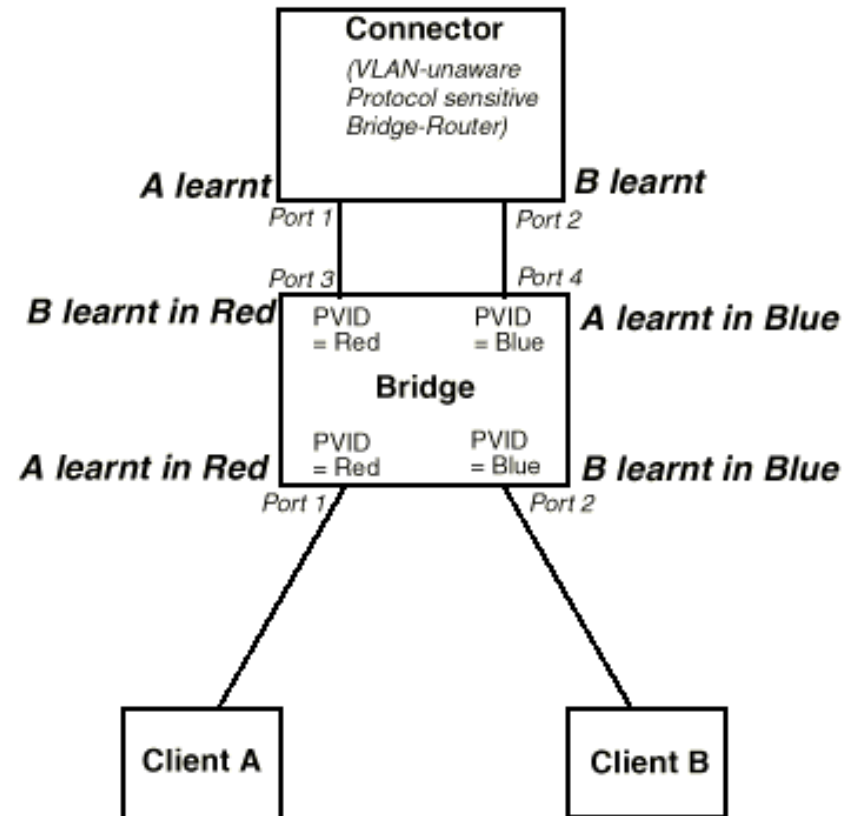 Connector
(VLAN-unaware
Protocol sensitive
Bridge-Router)
A learnt
B learnt
Port 1
Port 2
Port 3
Port 4
B learnt in Red
PVID
= Red
PVID
= Blue
A learnt in Blue
Bridge
A learnt in Red
PVID
= Red
PVID
= Blue
B learnt in Blue
Port 1
Port 2
Client A
Client B